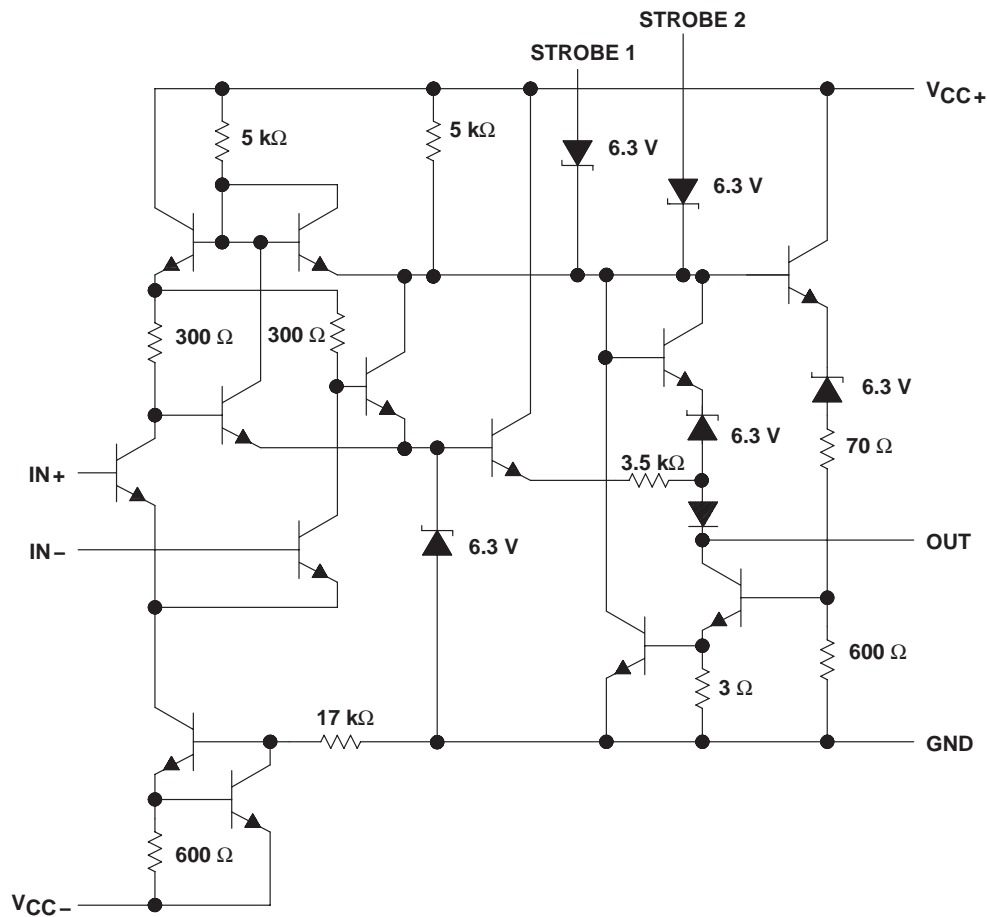 STROBE 2
STROBE 1
VCC+
5 kΩ
5 kΩ
6.3 V
6.3 V
300 Ω
300 Ω
6.3 V
6.3 V
70 Ω
3.5 kΩ
IN+
IN−
6.3 V
OUT
600 Ω
3 Ω
17 kΩ
GND
600 Ω
VCC−